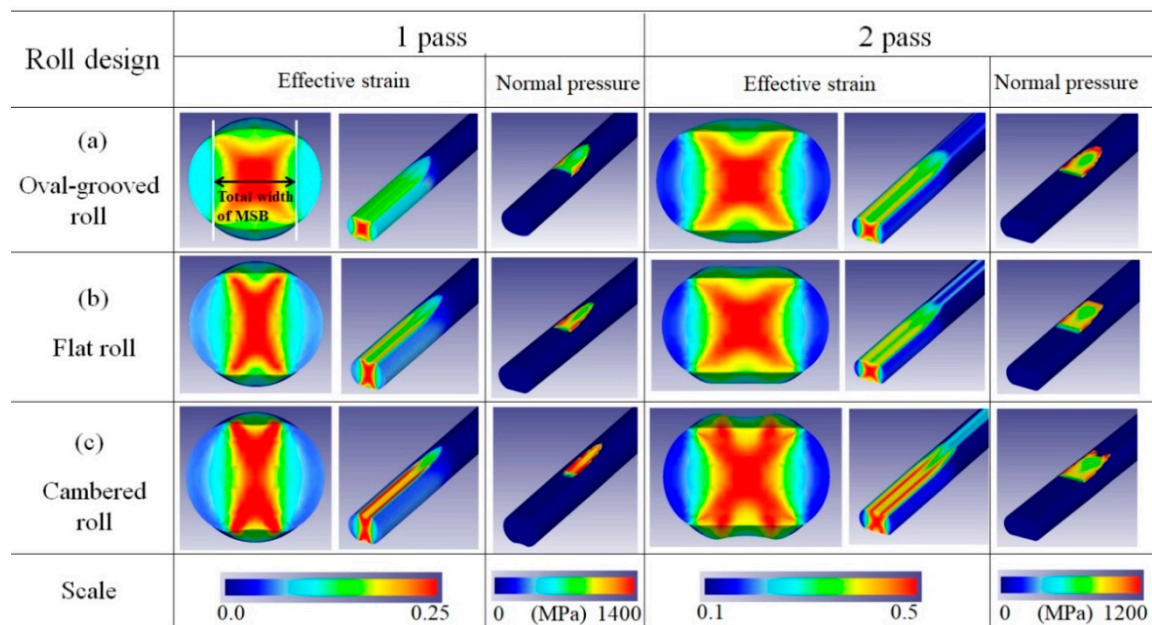 Roll design
1 pass
2 pass
Effective strain
Normal pressure
Effective strain
Normal pressure
(a)
Oval-grooved
roll
Total width
of MSB
(b)
Flat roll
(c)
Cambered
roll
Scale
0.0
0.25
0
(MPa)
1400
0.1
0.5
0
(MPa)
1200